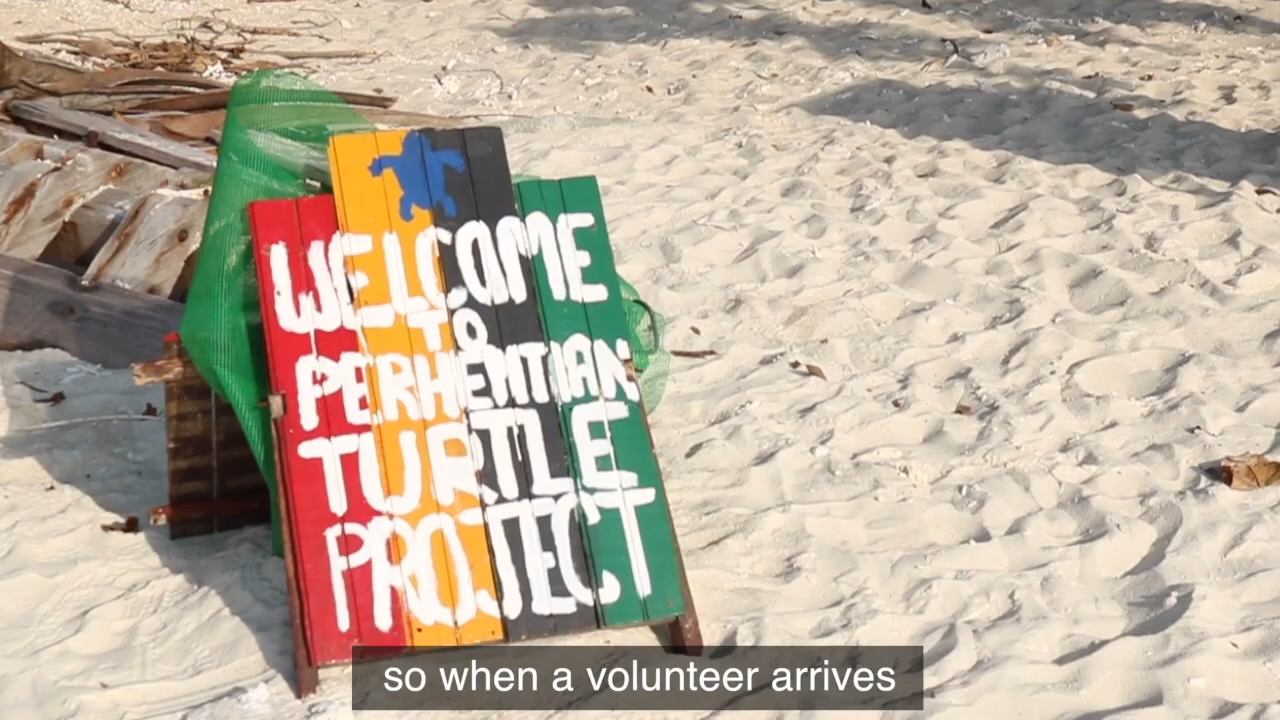 WELCOME
TO
PERHENTIAN
TURTLE
PROJECT
so when a volunteer arrives